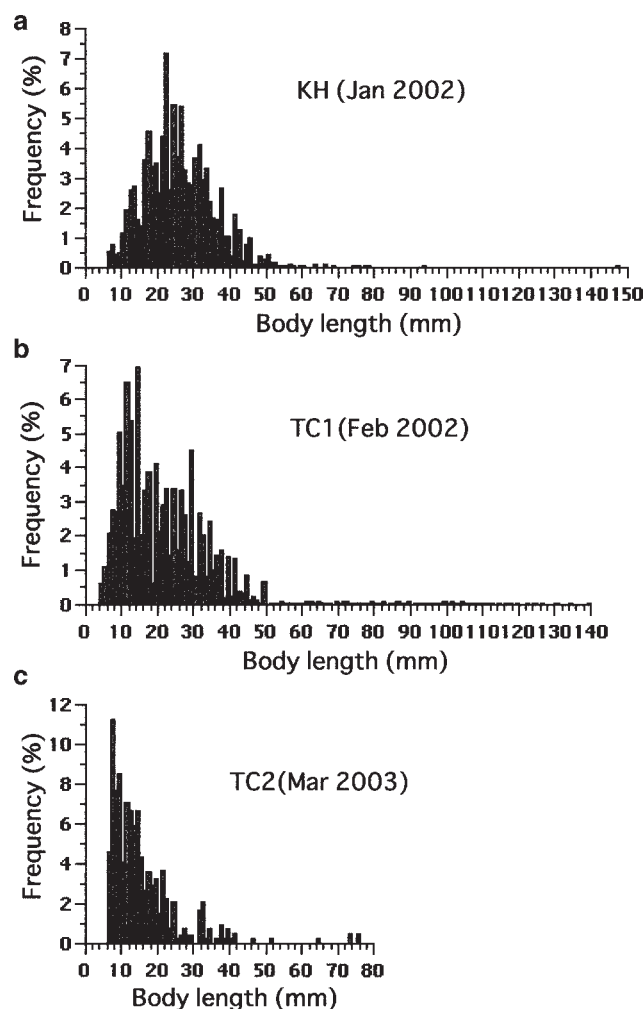 a
8
7
6
5
4
3
2
1
0
Frequency (%)
KH (Jan 2002)
0 10 20 30 40 50 60 70 80 90 100 110 120 130 140 150
Body length (mm)
b
7
6
5
4
3
2
1
0
Frequency (%)
TC1(Feb 2002)
0 10 20 30 40 50 60 70 80 90 100 110 120 130 140
Body length (mm)
c
12
10
8
6
4
2
0
Frequency (%)
TC2(Mar 2003)
0 10 20 30 40 50 60 70 80
Body length (mm)